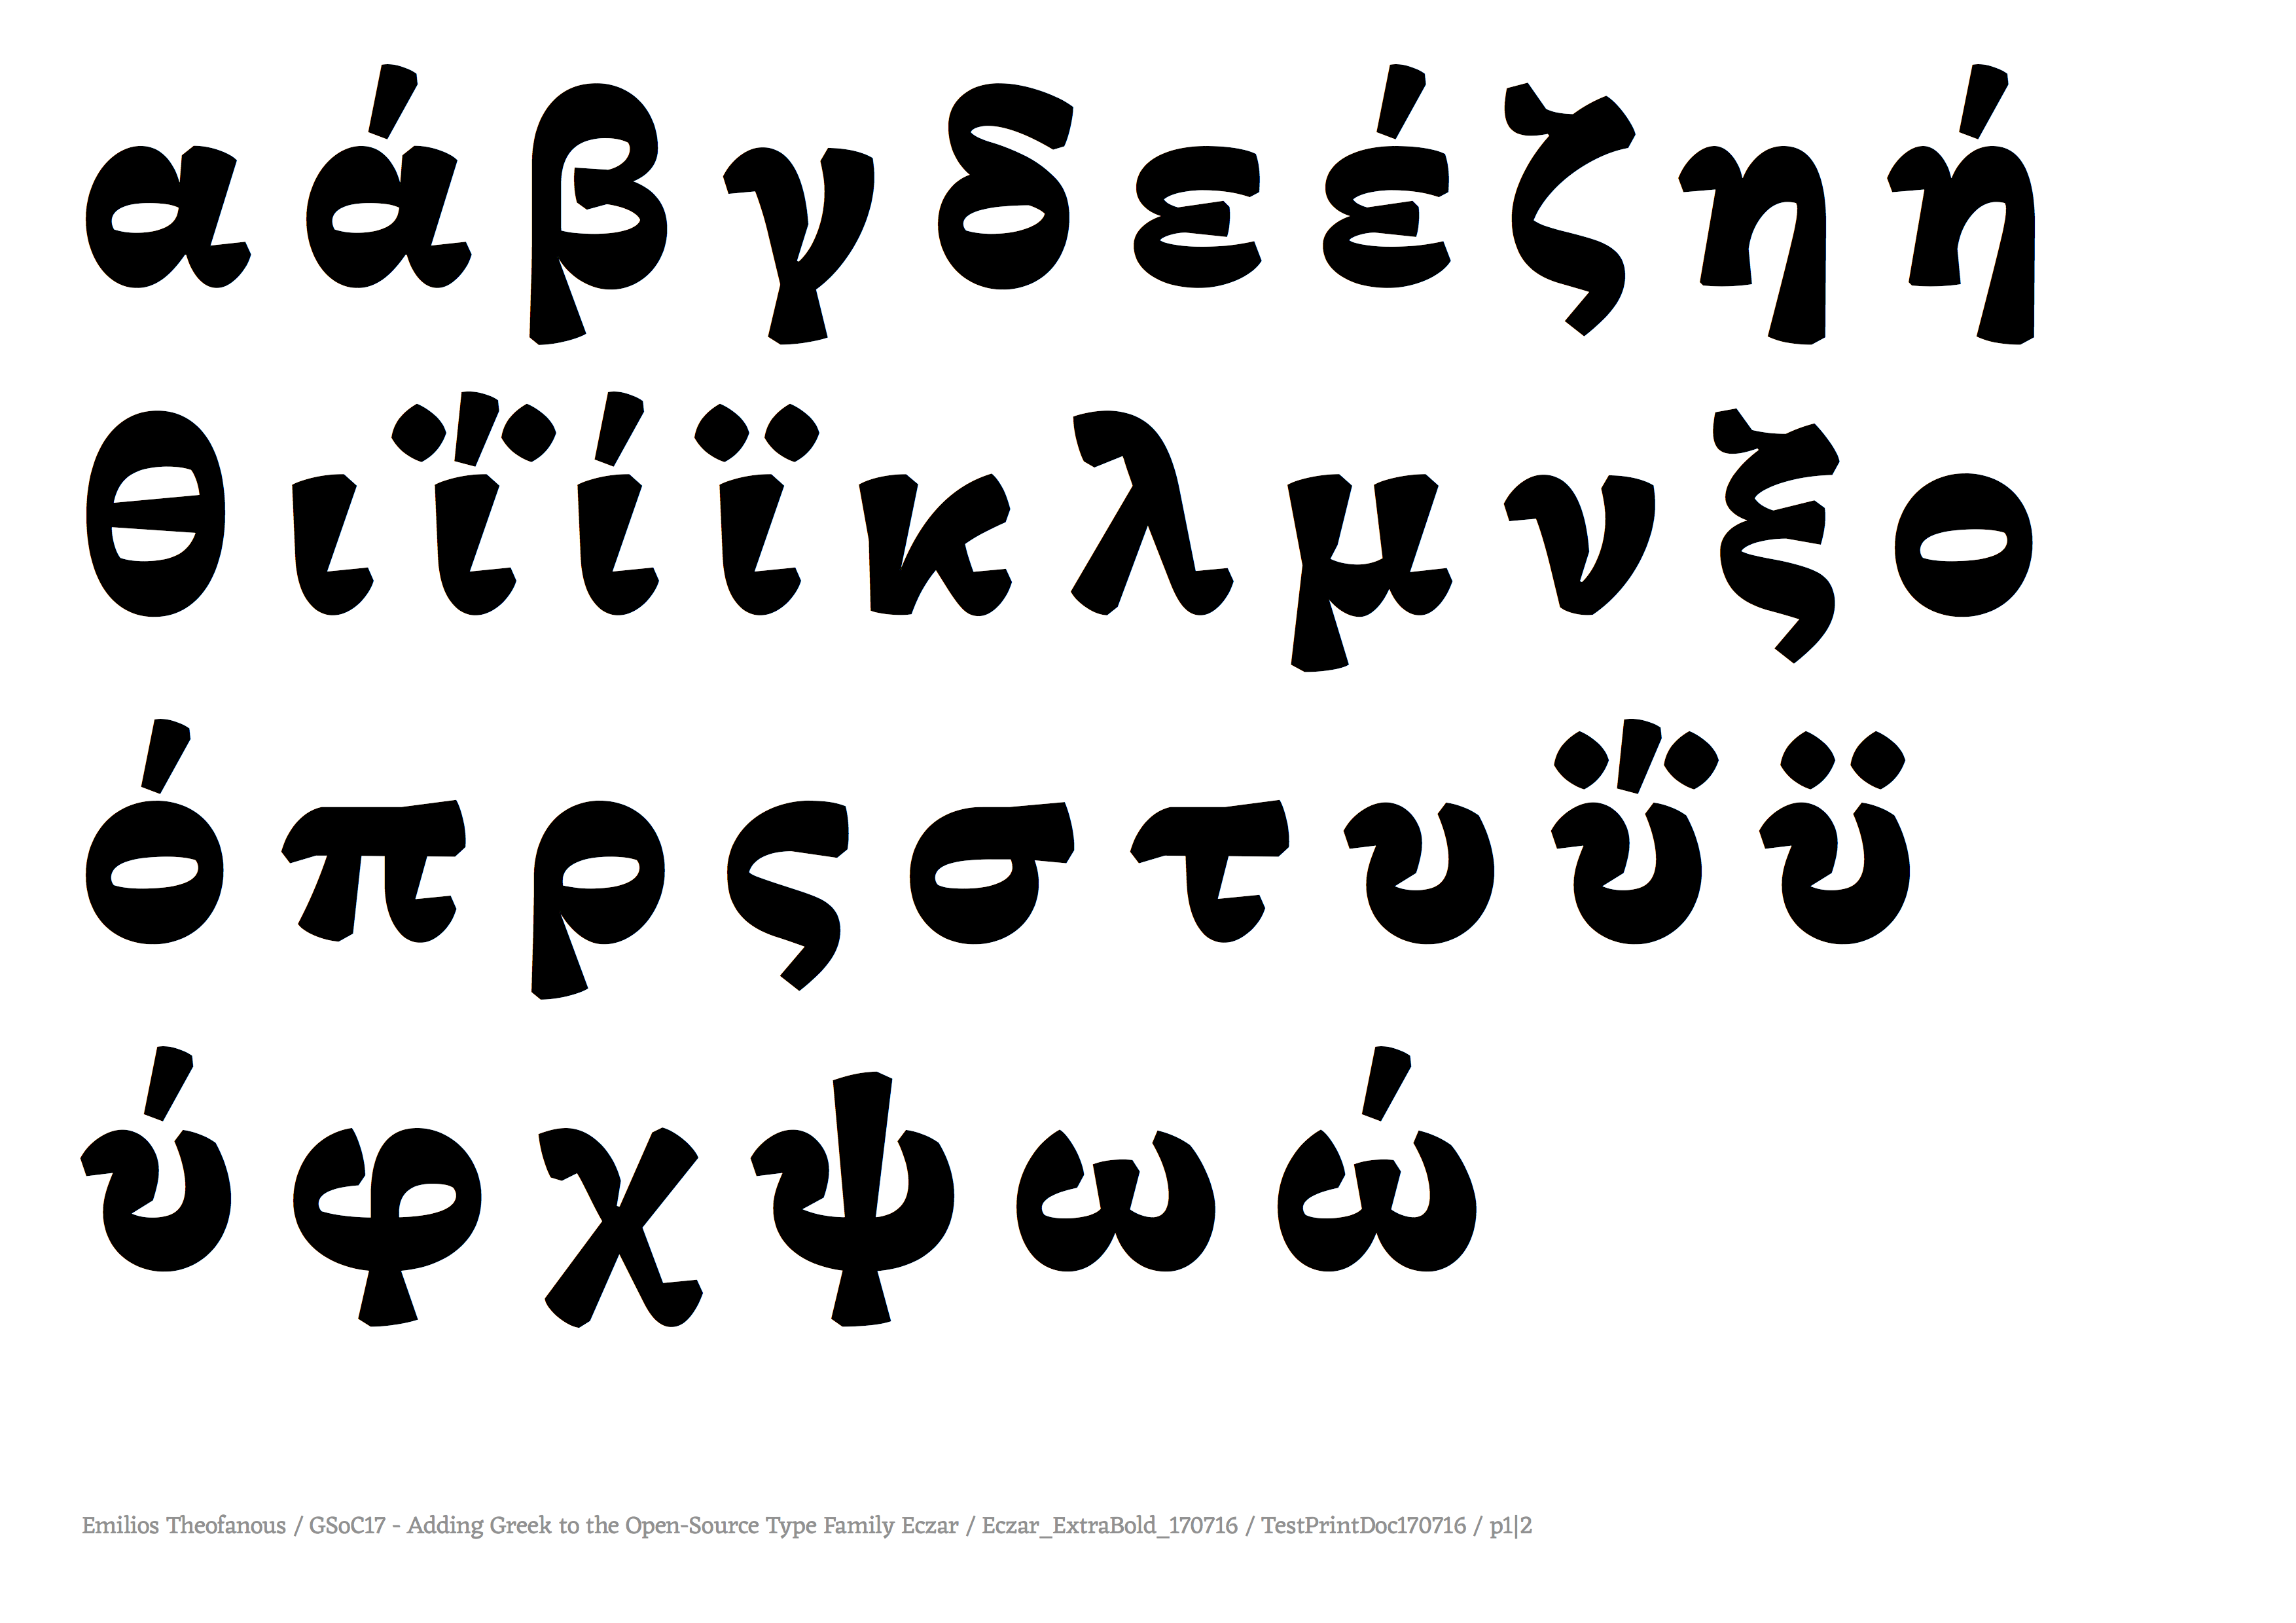 α ά β γ δ ε έ ζ η ή
θ ι ΐ ί ϊ κ λ μ ν ξ ο
ό π ρ ς σ τ υ ΰ ϋ
ύ φ χ ψ ω ώ
Emilios Theofanous / GSoC17 - Adding Greek to the Open-Source Type Family Eczar / Eczar_ExtraBold_170716 / TestPrintDoc170716 / p1|2